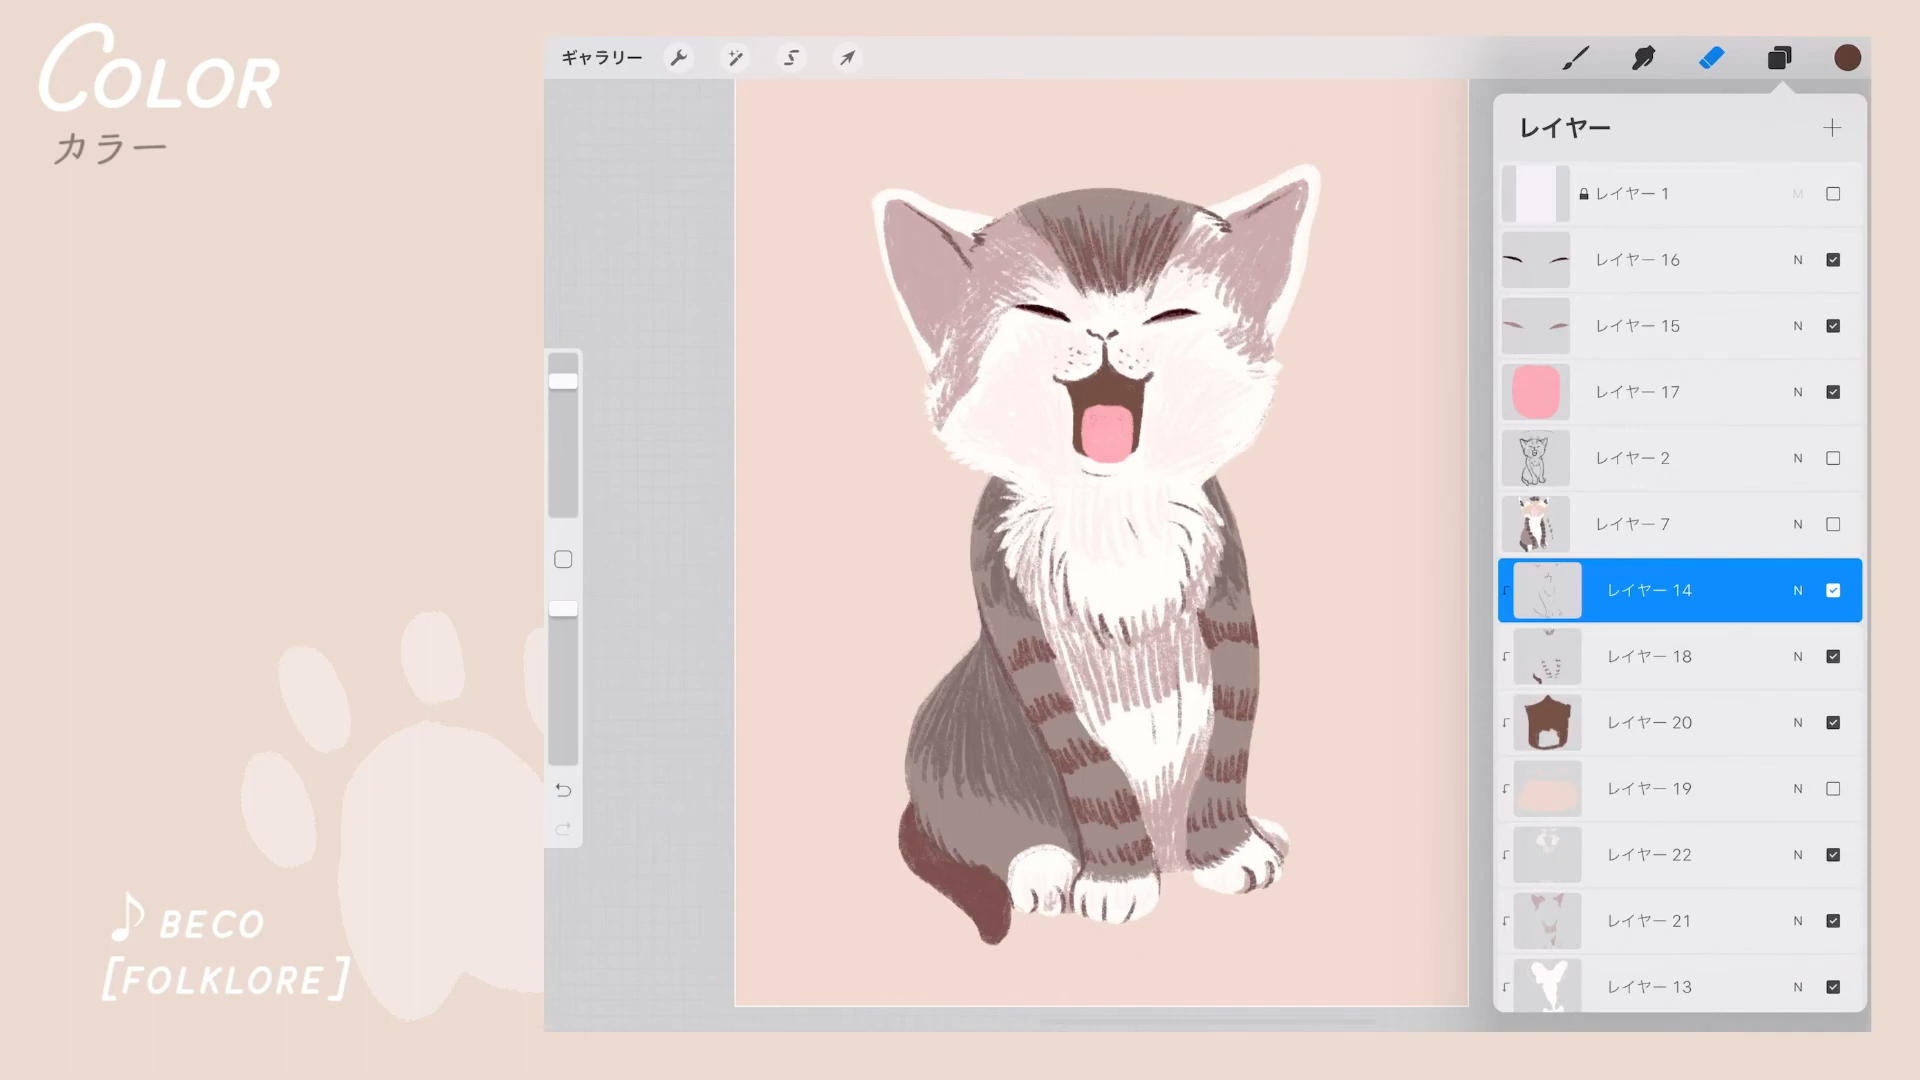 COLOR
カラー
♪ BECO
[FOLKLORE]
ギャラリー
レイヤー
レイヤー 1 M
レイヤー 16 N
レイヤー 15 N
レイヤー 17 N
レイヤー 2 N
レイヤー 7 N
レイヤー 14 N
レイヤー 18 N
レイヤー 20 N
レイヤー 19 N
レイヤー 22 N
レイヤー 21 N
レイヤー 13 N